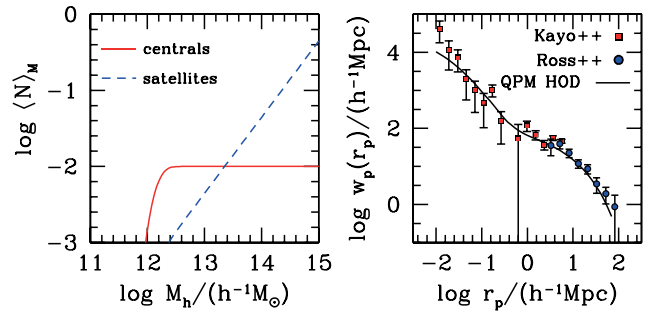 0
-1
-2
-3
log ⟨N⟩M
centrals
satellites
11 12 13 14 15
log Mh/(h⁻¹M⊙)
4
2
0
log wp(rp)/(h⁻¹Mpc)
Kayo++
Ross++
QPM HOD
-2 -1 0 1 2
log rp/(h⁻¹Mpc)